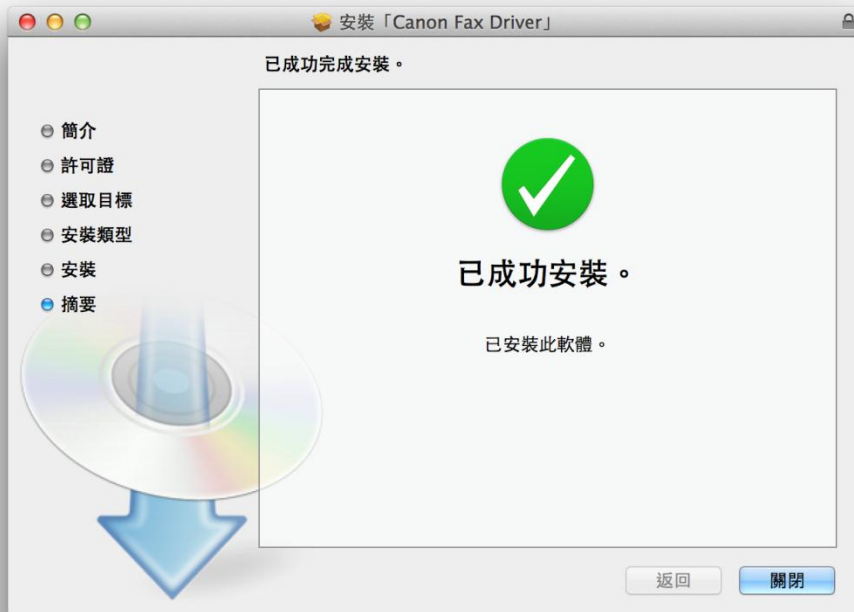 安裝「Canon Fax Driver」
已成功完成安裝。
簡介
許可證
選取目標
安裝類型
安裝
摘要
已成功安裝。
已安裝此軟體。
返回
關閉